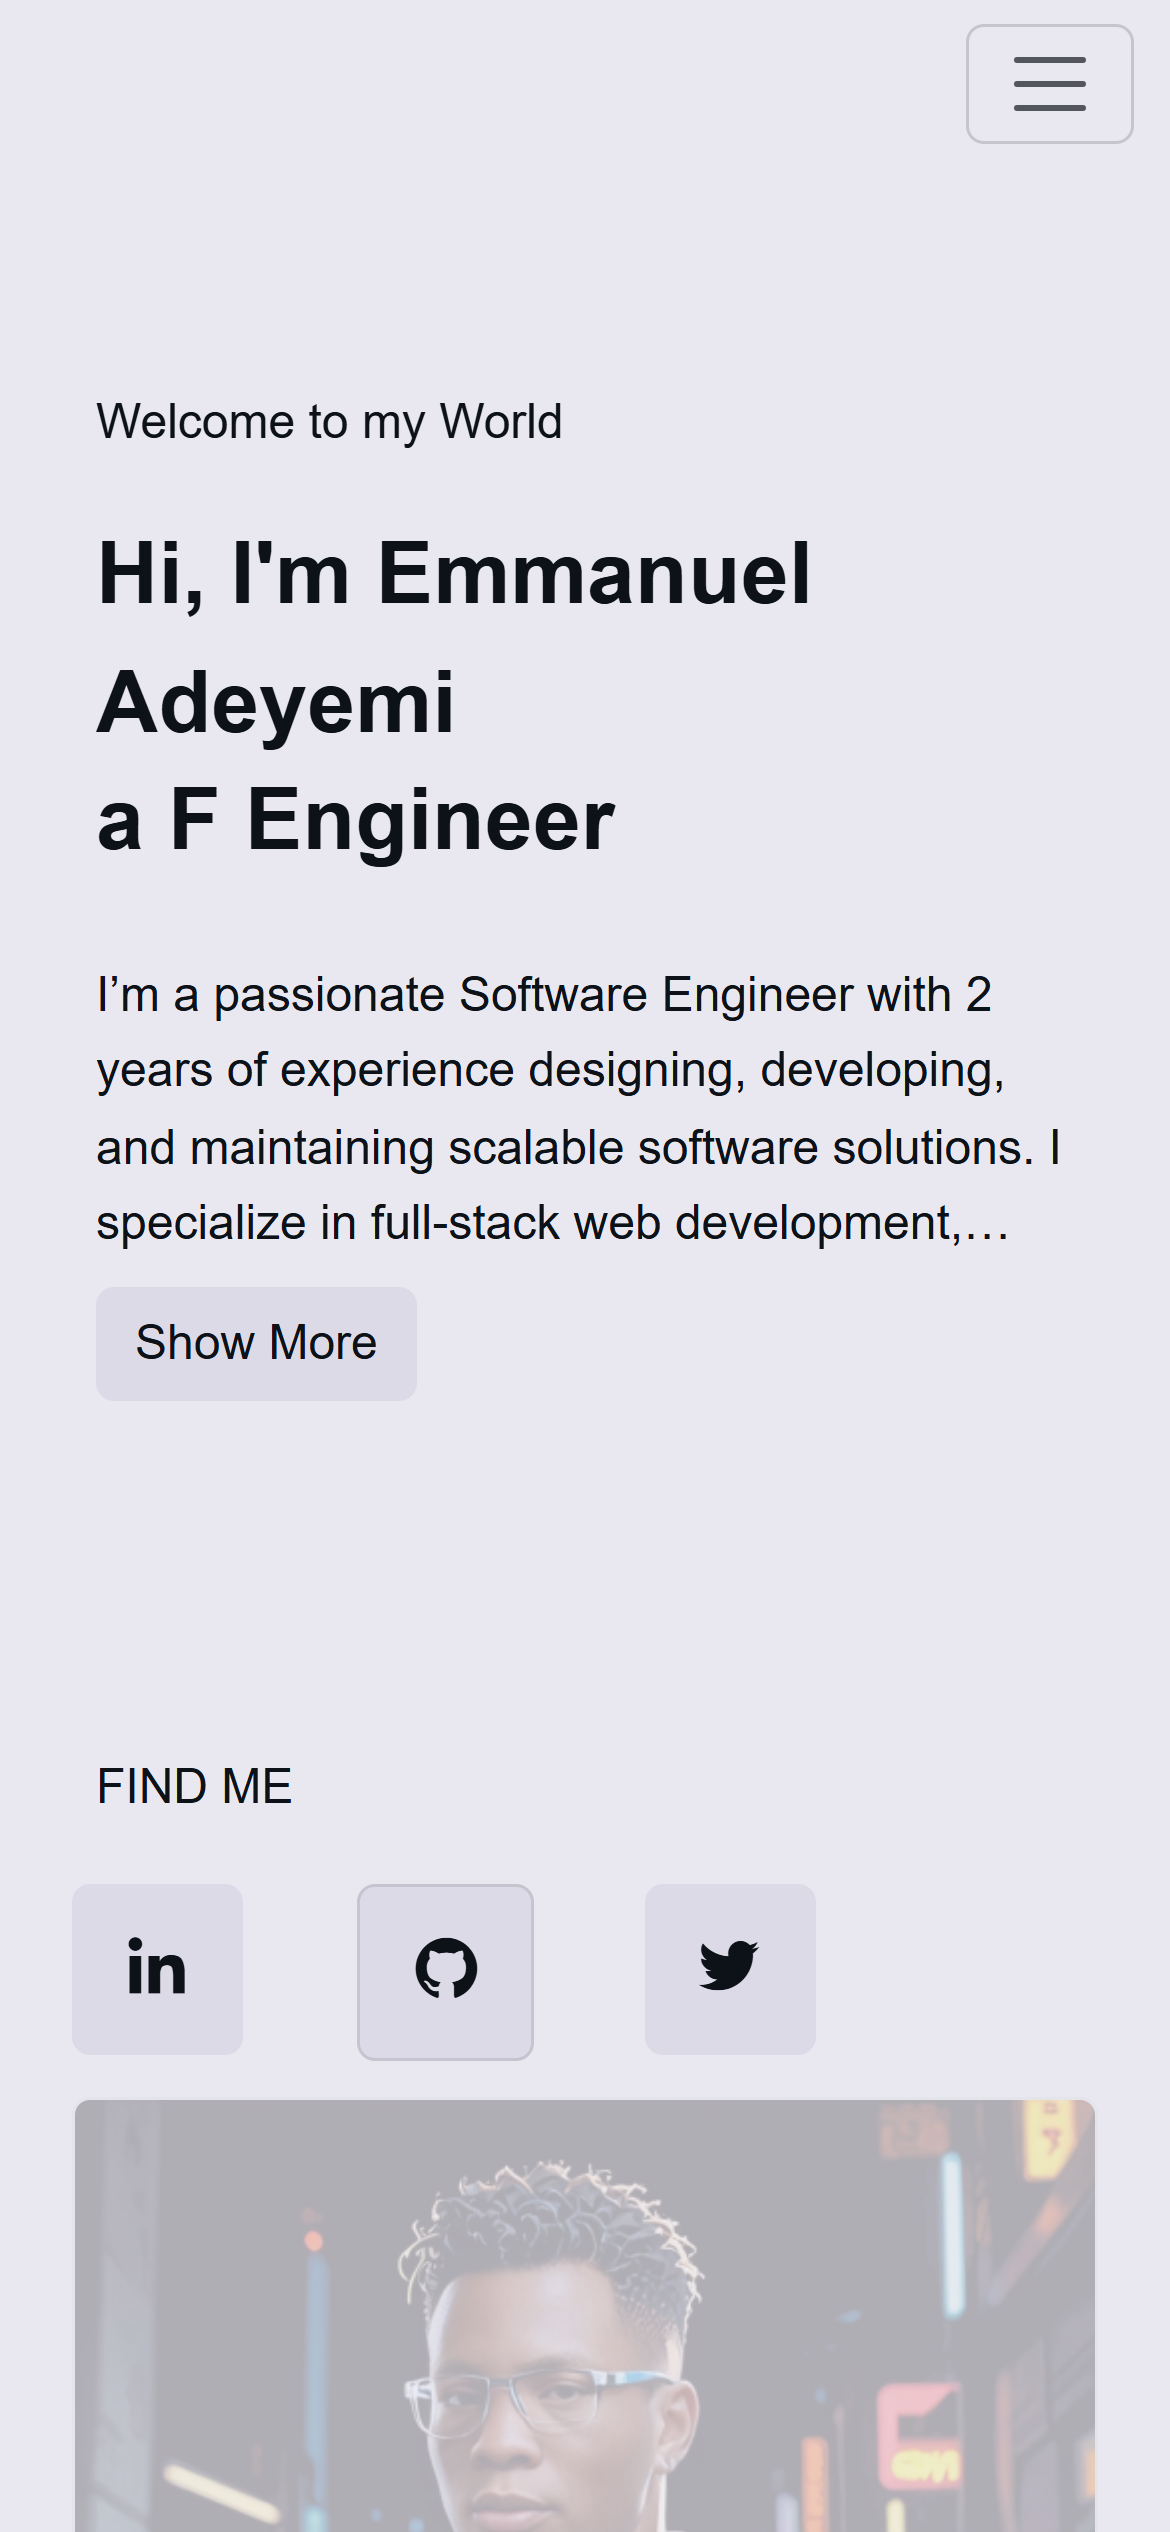 Welcome to my World
Hi, I'm Emmanuel
Adeyemi
a F Engineer
I’m a passionate Software Engineer with 2
years of experience designing, developing,
and maintaining scalable software solutions. I
specialize in full-stack web development,…
Show More
FIND ME
in